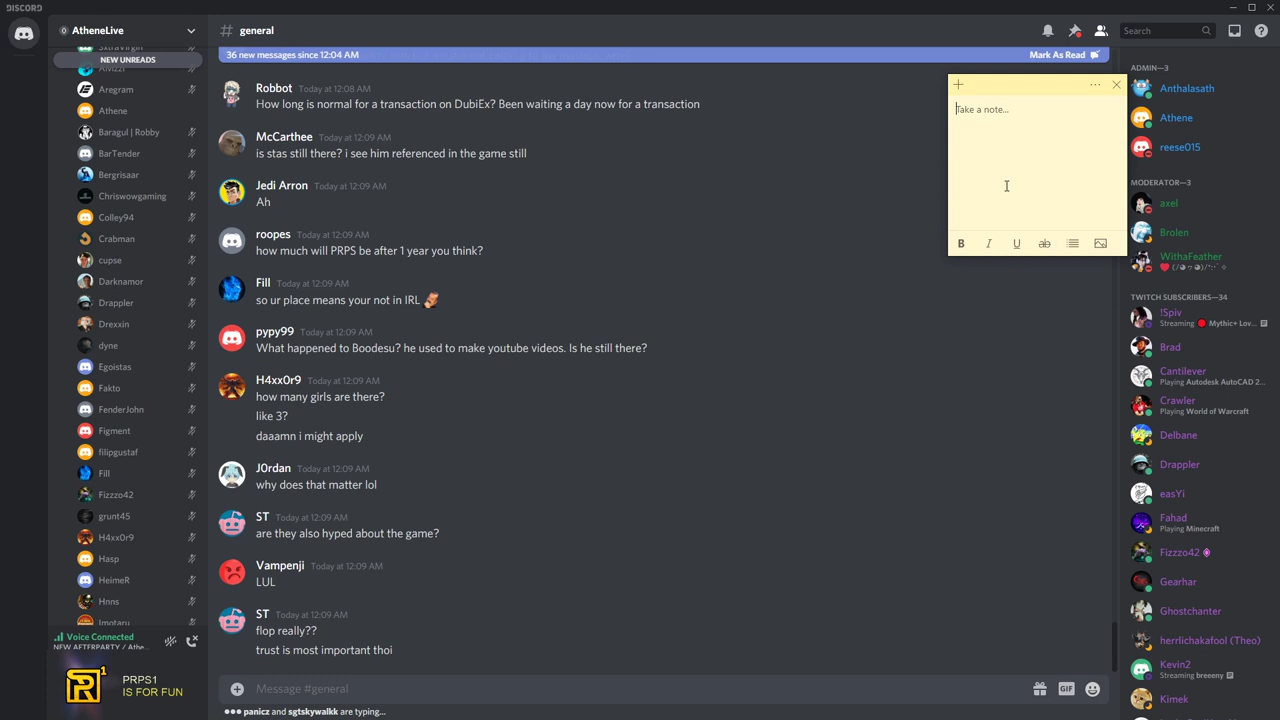 DISCORD
AtheneLive
NEW UNREADS
Aregram
Athene
Baragul | Robby
BarTender
Bergrisaar
Chriswowgaming
Colley94
Crabman
cupse
Darknamor
Drappler
Drexxin
dyne
Egoistas
Fakto
FenderJohn
Figment
filipgustaf
Fill
Fizzzo42
grunt45
H4xx0r9
Hasp
HeimeR
Hnns
Imotaru
Voice Connected
NEW AFTERPARTY / Athe...
PRPS1
IS FOR FUN
# general
Search
36 new messages since 12:04 AM
Mark As Read
Robbot Today at 12:08 AM
How long is normal for a transaction on DubiEx? Been waiting a day now for a transaction
McCarthee Today at 12:09 AM
is stas still there? i see him referenced in the game still
Jedi Arron Today at 12:09 AM
Ah
roopes Today at 12:09 AM
how much will PRPS be after 1 year you think?
Fill Today at 12:09 AM
so ur place means your not in IRL
pypy99 Today at 12:09 AM
What happened to Boodesu? he used to make youtube videos. Is he still there?
H4xx0r9 Today at 12:09 AM
how many girls are there?
like 3?
daaamn i might apply
J0rdan Today at 12:09 AM
why does that matter lol
ST Today at 12:09 AM
are they also hyped about the game?
Vampenji Today at 12:09 AM
LUL
ST Today at 12:09 AM
flop really??
trust is most important thoi
Message #general
GIF
panicz and sgtskywalkk are typing...
Take a note...
B I U ab
ADMIN—3
Anthalasath
Athene
reese015
MODERATOR—3
axel
Brolen
WithaFeather
TWITCH SUBSCRIBERS—34
!Spiv
Streaming Mythic+ Lov...
Brad
Cantilever
Playing Autodesk AutoCAD 2...
Crawler
Playing World of Warcraft
Delbane
Drappler
easYi
Fahad
Playing Minecraft
Fizzzo42
Gearhar
Ghostchanter
herrlichakafool (Theo)
Kevin2
Streaming breeeny
Kimek